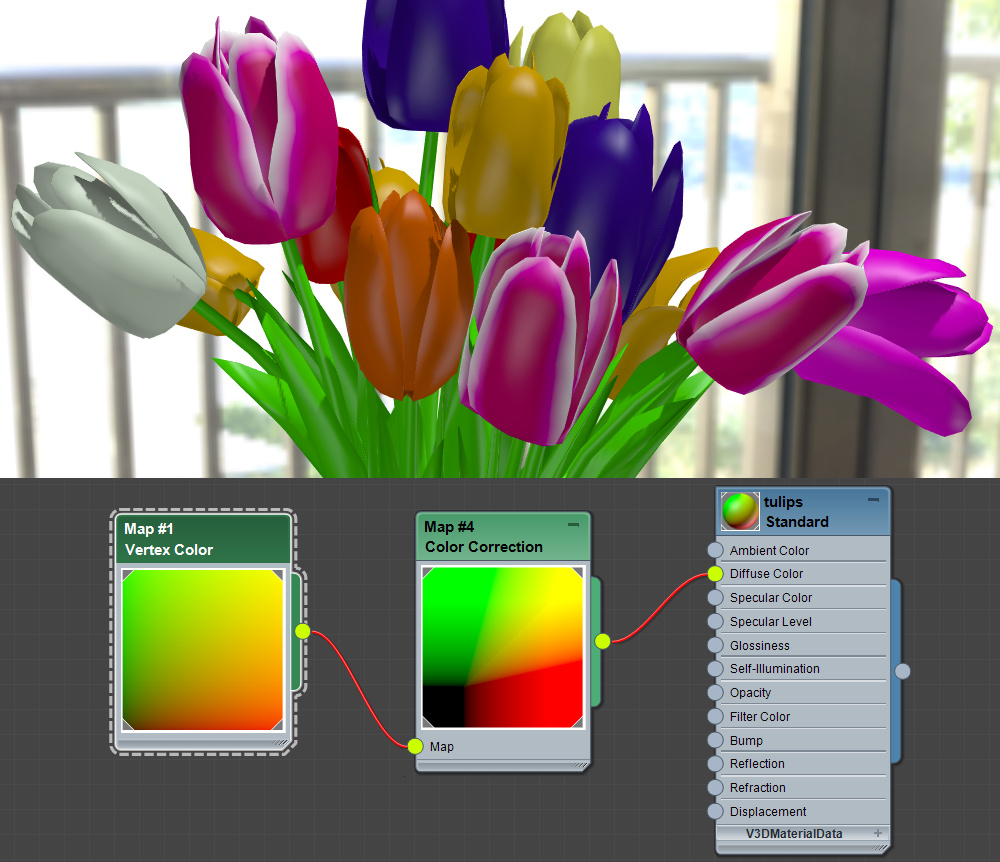 Map #1
Vertex Color
Map #4
Color Correction
Map
tulips
Standard
Ambient Color
Diffuse Color
Specular Color
Specular Level
Glossiness
Self-Illumination
Opacity
Filter Color
Bump
Reflection
Refraction
Displacement
V3DMaterialData